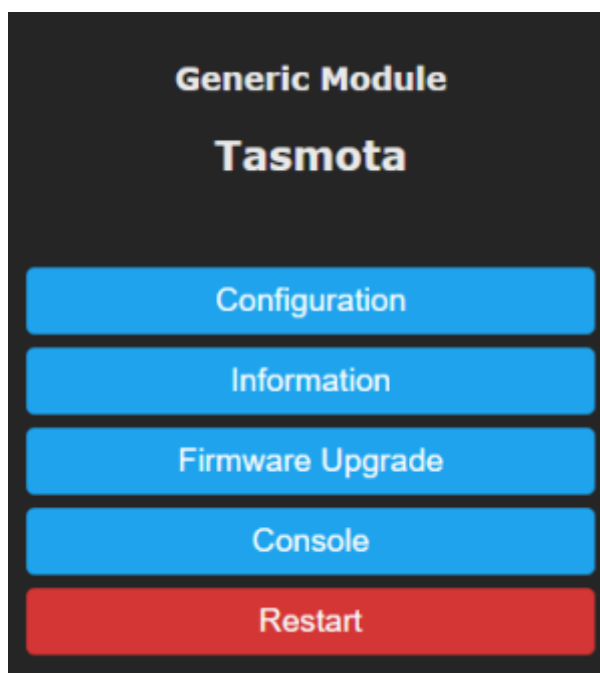 Generic Module
Tasmota
Configuration
Information
Firmware Upgrade
Console
Restart